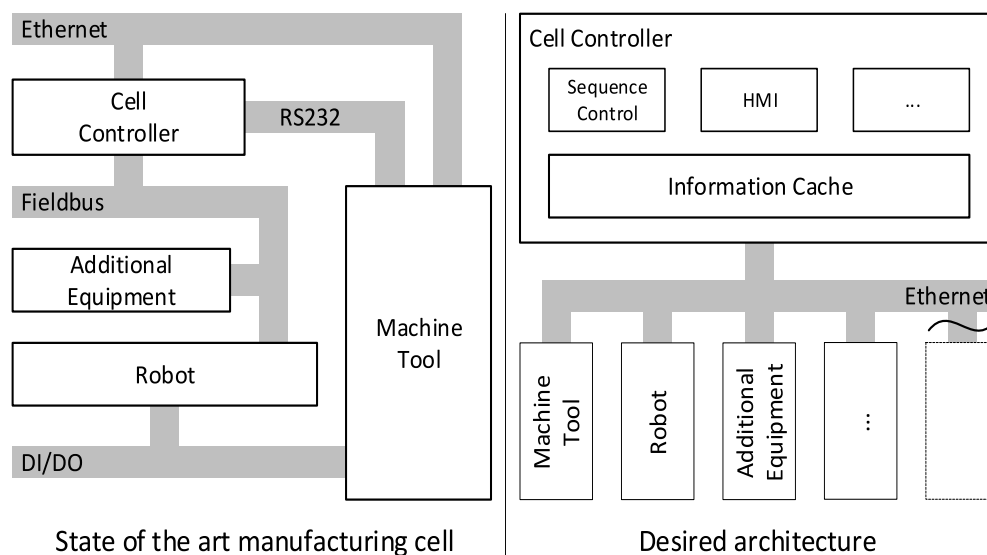 Ethernet
Cell
Controller
RS232
Fieldbus
Additional
Equipment
Robot
Machine
Tool
DI/DO
State of the art manufacturing cell
Cell Controller
Sequence
Control
HMI
...
Information Cache
Ethernet
Machine
Tool
Robot
Additional
Equipment
...
Desired architecture